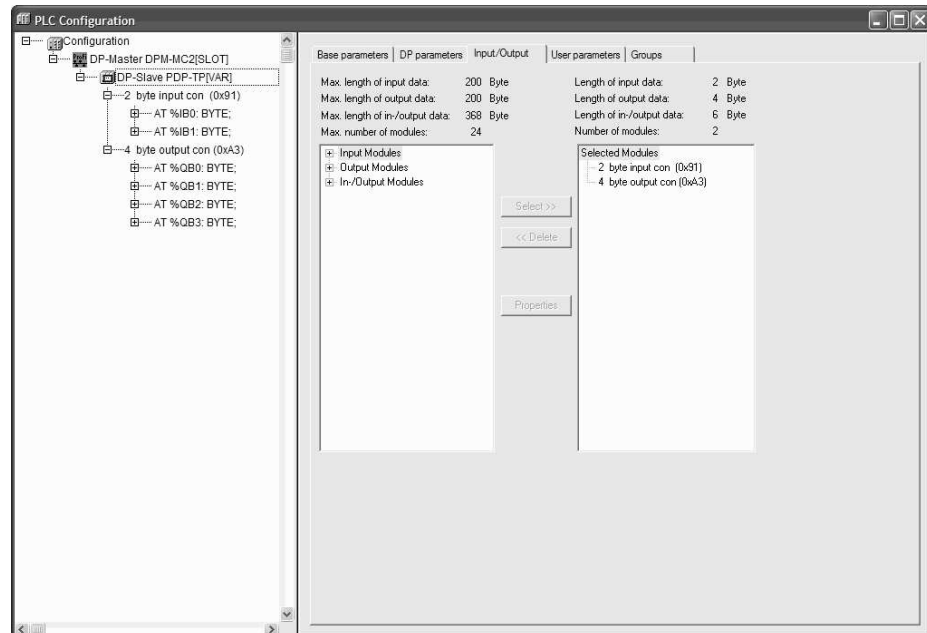 PLC Configuration
Configuration
DP-Master DPM-MC2[SLOT]
DP-Slave PDP-TP[VAR]
2 byte input con (0x91)
AT %IB0: BYTE;
AT %IB1: BYTE;
4 byte output con (0xA3)
AT %QB0: BYTE;
AT %QB1: BYTE;
AT %QB2: BYTE;
AT %QB3: BYTE;
Base parameters DP parameters Input/Output User parameters Groups
Max. length of input data: 200 Byte
Max. length of output data: 200 Byte
Max. length of in-/output data: 368 Byte
Max. number of modules: 24
Length of input data: 2 Byte
Length of output data: 4 Byte
Length of in-/output data: 6 Byte
Number of modules: 2
Input Modules
Output Modules
In-/Output Modules
Select >>
<< Delete
Properties
Selected Modules
2 byte input con (0x91)
4 byte output con (0xA3)